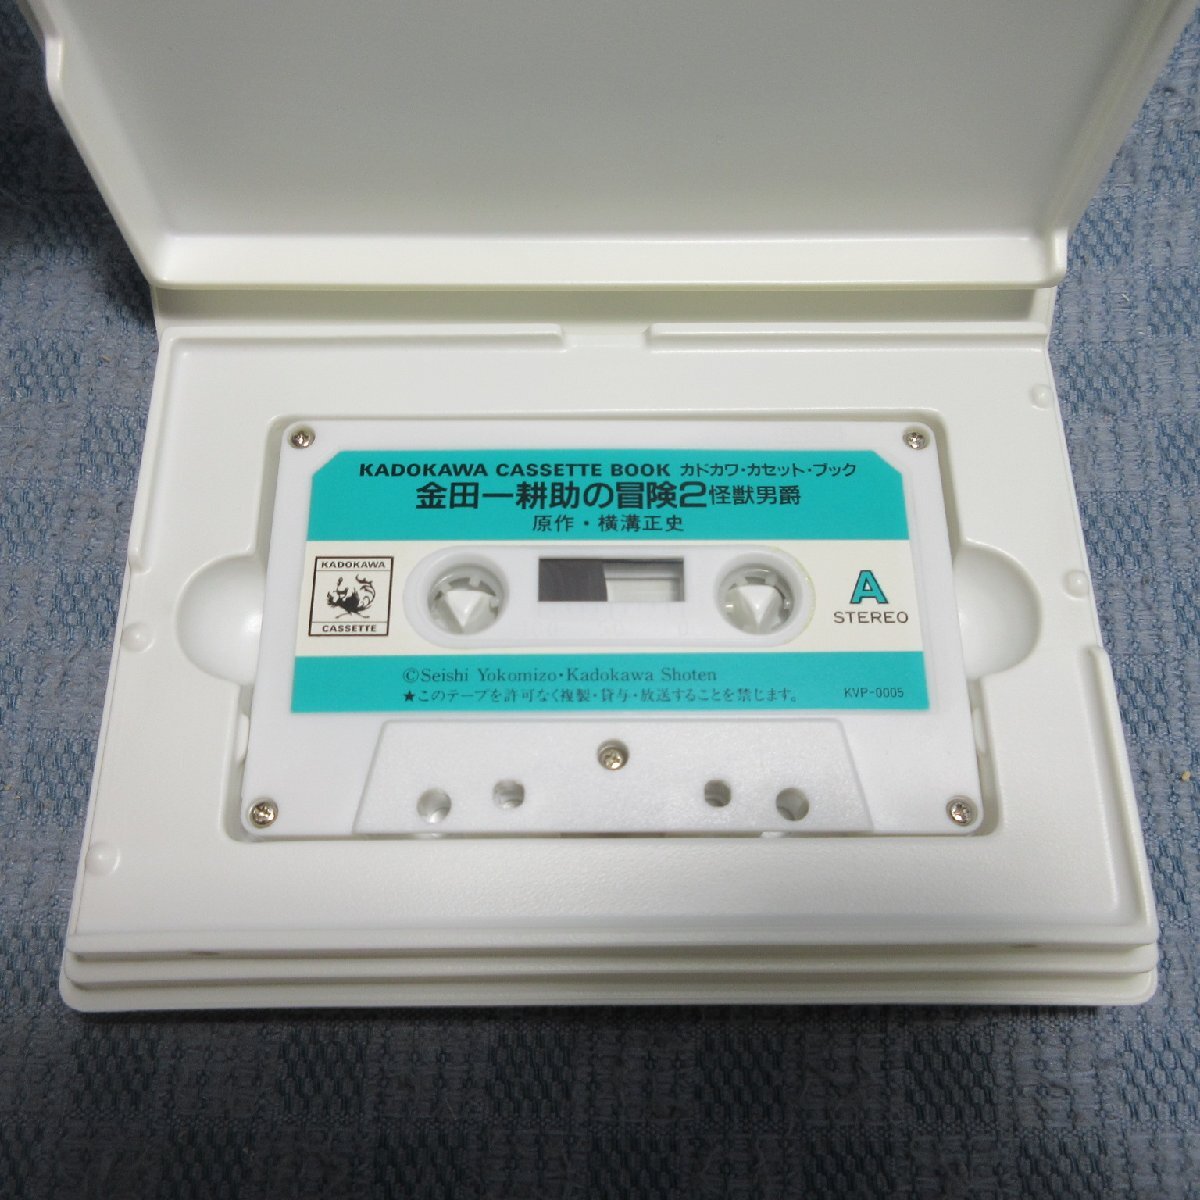 KADOKAWA CASSETTE BOOK カドカワ・カセット・ブック
金田一耕助の冒険2 怪獣男爵
原作・横溝正史
KADOKAWA
CASSETTE
A
STEREO
©Seishi Yokomizo・Kadokawa Shoten
★このテープを許可なく複製・貸与・放送することを禁じます。
KVP-0005